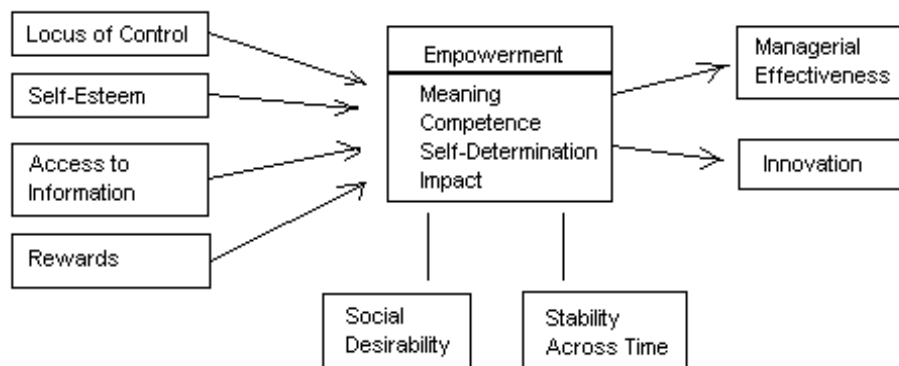 Locus of Control
Self-Esteem
Access to
Information
Rewards
Empowerment
Meaning
Competence
Self-Determination
Impact
Social
Desirability
Stability
Across Time
Managerial
Effectiveness
Innovation